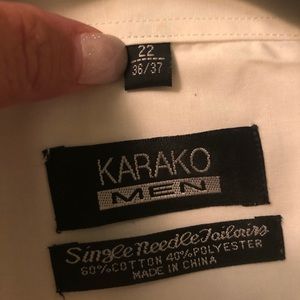 22
36/37
KARAKO
MEN
Single Needle Tailoring
60%COTTON 40%POLYESTER
MADE IN CHINA